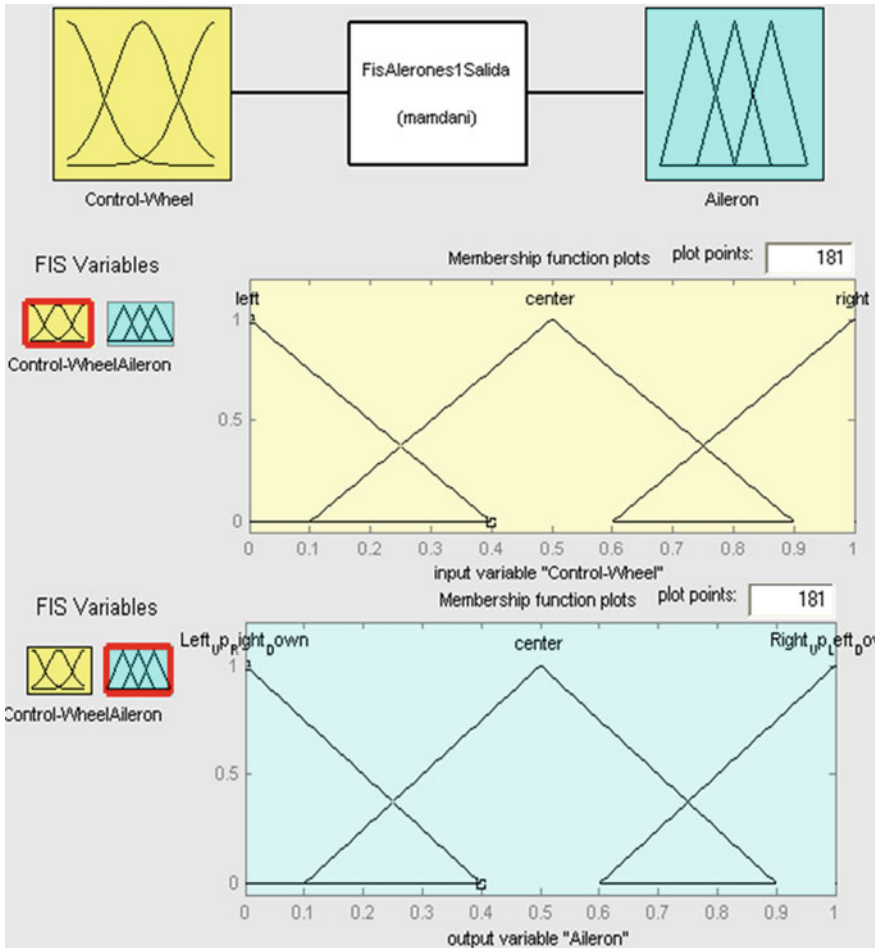 FisAlerones1Salida
(mamdani)
Control-Wheel
Aileron
FIS Variables
Membership function plots
plot points:
181
left
center
right
Control-WheelAileron
1
0.5
0
0 0.1 0.2 0.3 0.4 0.5 0.6 0.7 0.8 0.9 1
input variable "Control-Wheel"
FIS Variables
Membership function plots
plot points:
181
Left_Up_Right_Down
center
Right_Up_Left_Dov
Control-WheelAileron
1
0.5
0
0 0.1 0.2 0.3 0.4 0.5 0.6 0.7 0.8 0.9 1
output variable "Aileron"